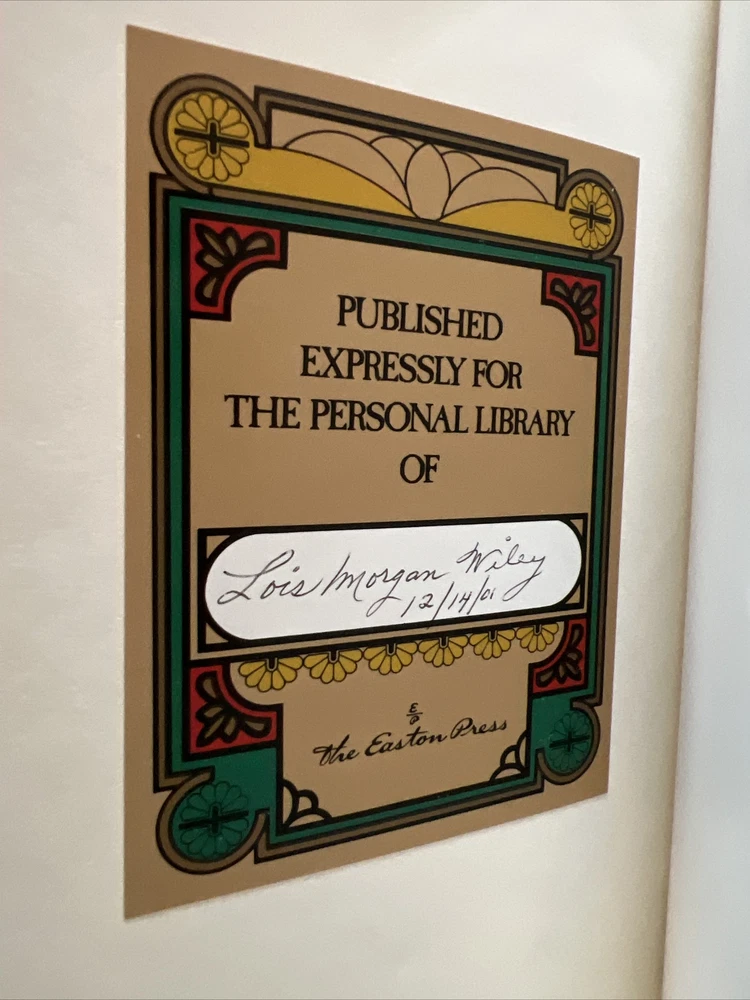 PUBLISHED
EXPRESSLY FOR
THE PERSONAL LIBRARY
OF
Lois Morgan Wiley
12/14/01
E
P
The Easton Press